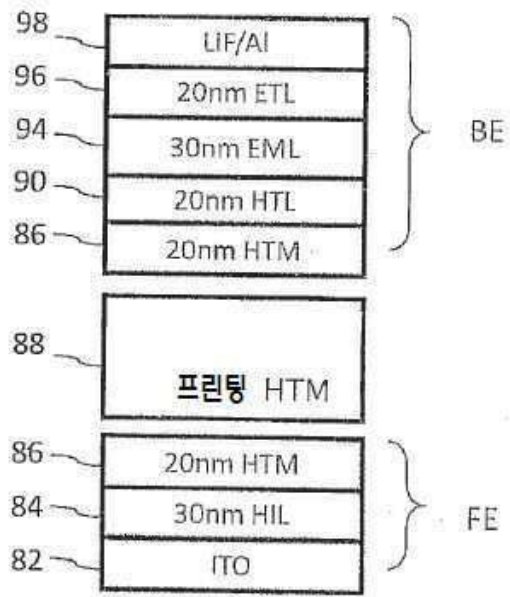 98 LiF/Al
96 20nm ETL
94 30nm EML
BE
90 20nm HTL
86 20nm HTM
88 프린팅 HTM
86 20nm HTM
84 30nm HIL
FE
82 ITO